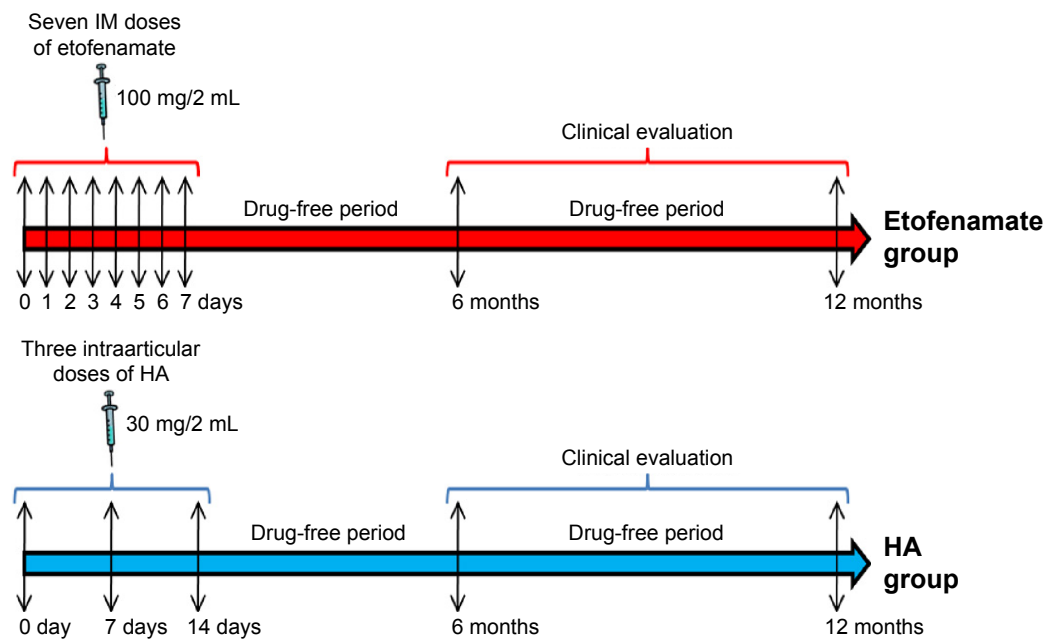 Seven IM doses
of etofenamate
100 mg/2 mL
Clinical evaluation
Drug-free period
Drug-free period
Etofenamate
group
0 1 2 3 4 5 6 7 days
6 months
12 months
Three intraarticular
doses of HA
30 mg/2 mL
Clinical evaluation
Drug-free period
Drug-free period
HA
group
0 day
7 days
14 days
6 months
12 months